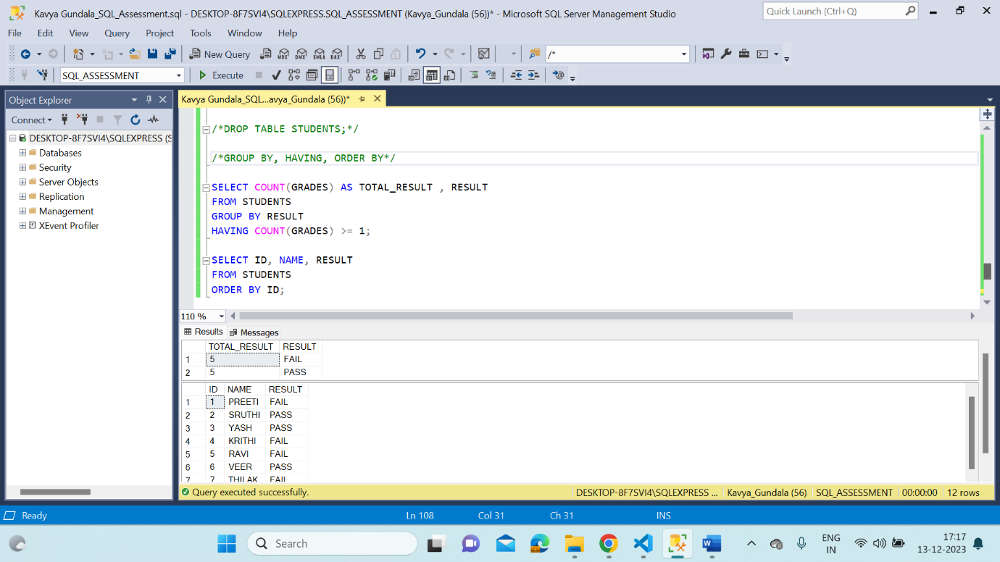 Kavya Gundala_SQL_Assessment.sql - DESKTOP-8F7SVI4\SQLEXPRESS.SQL_ASSESSMENT (Kavya_Gundala (56))* - Microsoft SQL Server Management Studio
Quick Launch (Ctrl+Q)
File Edit View Query Project Tools Window Help
New Query MDX DMX XMLA DAX /*
SQL_ASSESSMENT Execute
Object Explorer
Connect
DESKTOP-8F7SVI4\SQLEXPRESS (S
Databases
Security
Server Objects
Replication
Management
XEvent Profiler
Kavya Gundala_SQL...avya_Gundala (56))*
/*DROP TABLE STUDENTS;*/
/*GROUP BY, HAVING, ORDER BY*/
SELECT COUNT(GRADES) AS TOTAL_RESULT , RESULT
FROM STUDENTS
GROUP BY RESULT
HAVING COUNT(GRADES) >= 1;
SELECT ID, NAME, RESULT
FROM STUDENTS
ORDER BY ID;
110 %
Results Messages
TOTAL_RESULT RESULT
1 5 FAIL
2 5 PASS
ID NAME RESULT
1 1 PREETI FAIL
2 2 SRUTHI PASS
3 3 YASH PASS
4 4 KRITHI FAIL
5 5 RAVI FAIL
6 6 VEER PASS
7 7 THILAK FAIL
Query executed successfully. DESKTOP-8F7SVI4\SQLEXPRESS ... Kavya_Gundala (56) SQL_ASSESSMENT 00:00:00 12 rows
Ready Ln 108 Col 31 Ch 31 INS
Search
ENG
IN
17:17
13-12-2023